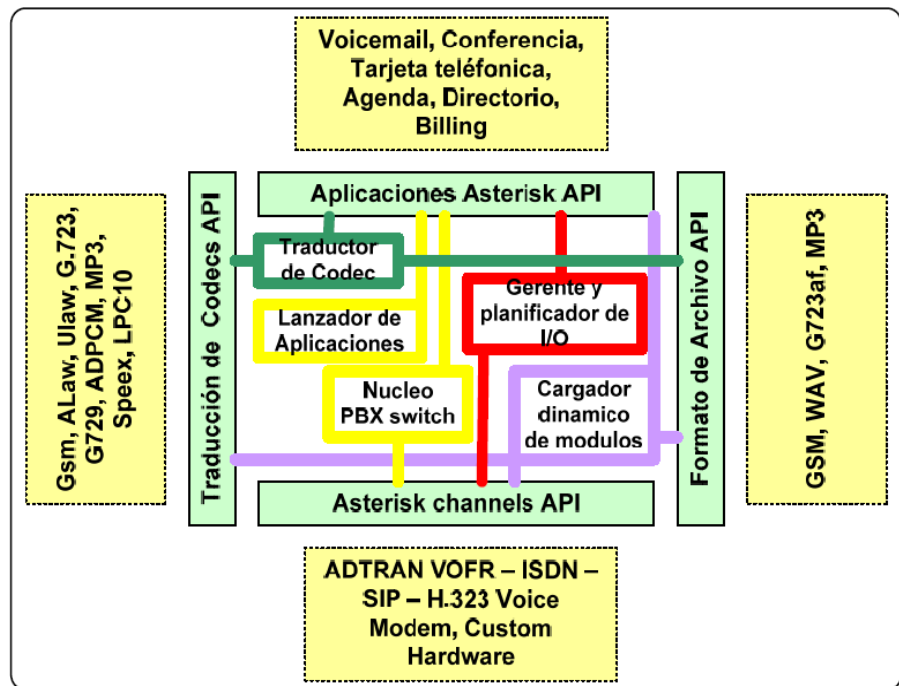 Voicemail, Conferencia,
Tarjeta teléfonica,
Agenda, Directorio,
Billing
Aplicaciones Asterisk API
Gsm, ALaw, Ulaw, G.723,
G729, ADPCM, MP3,
Speex, LPC10
Traducción de Codecs API
Traductor
de Codec
Lanzador de
Aplicaciones
Nucleo
PBX switch
Gerente y
planificador de
I/O
Cargador
dinamico
de modulos
Formato de Archivo API
GSM, WAV, G723af, MP3
Asterisk channels API
ADTRAN VOFR – ISDN –
SIP – H.323 Voice
Modem, Custom
Hardware